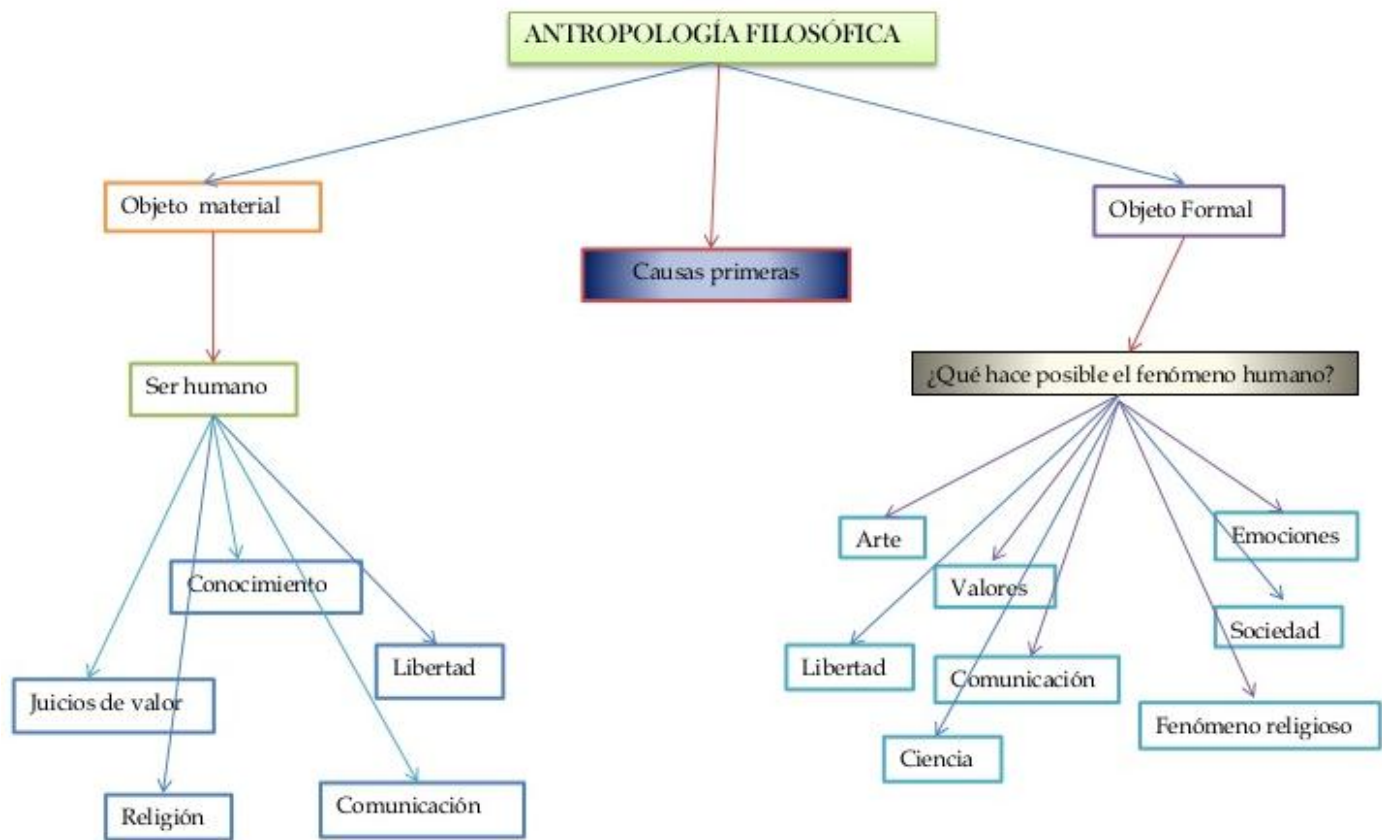 ANTROPOLOGÍA FILOSÓFICA
Objeto material
Objeto Formal
Causas primeras
Ser humano
¿Qué hace posible el fenómeno humano?
Arte
Emociones
Conocimiento
Valores
Sociedad
Libertad
Libertad
Comunicación
Juicios de valor
Fenómeno religioso
Ciencia
Religión
Comunicación